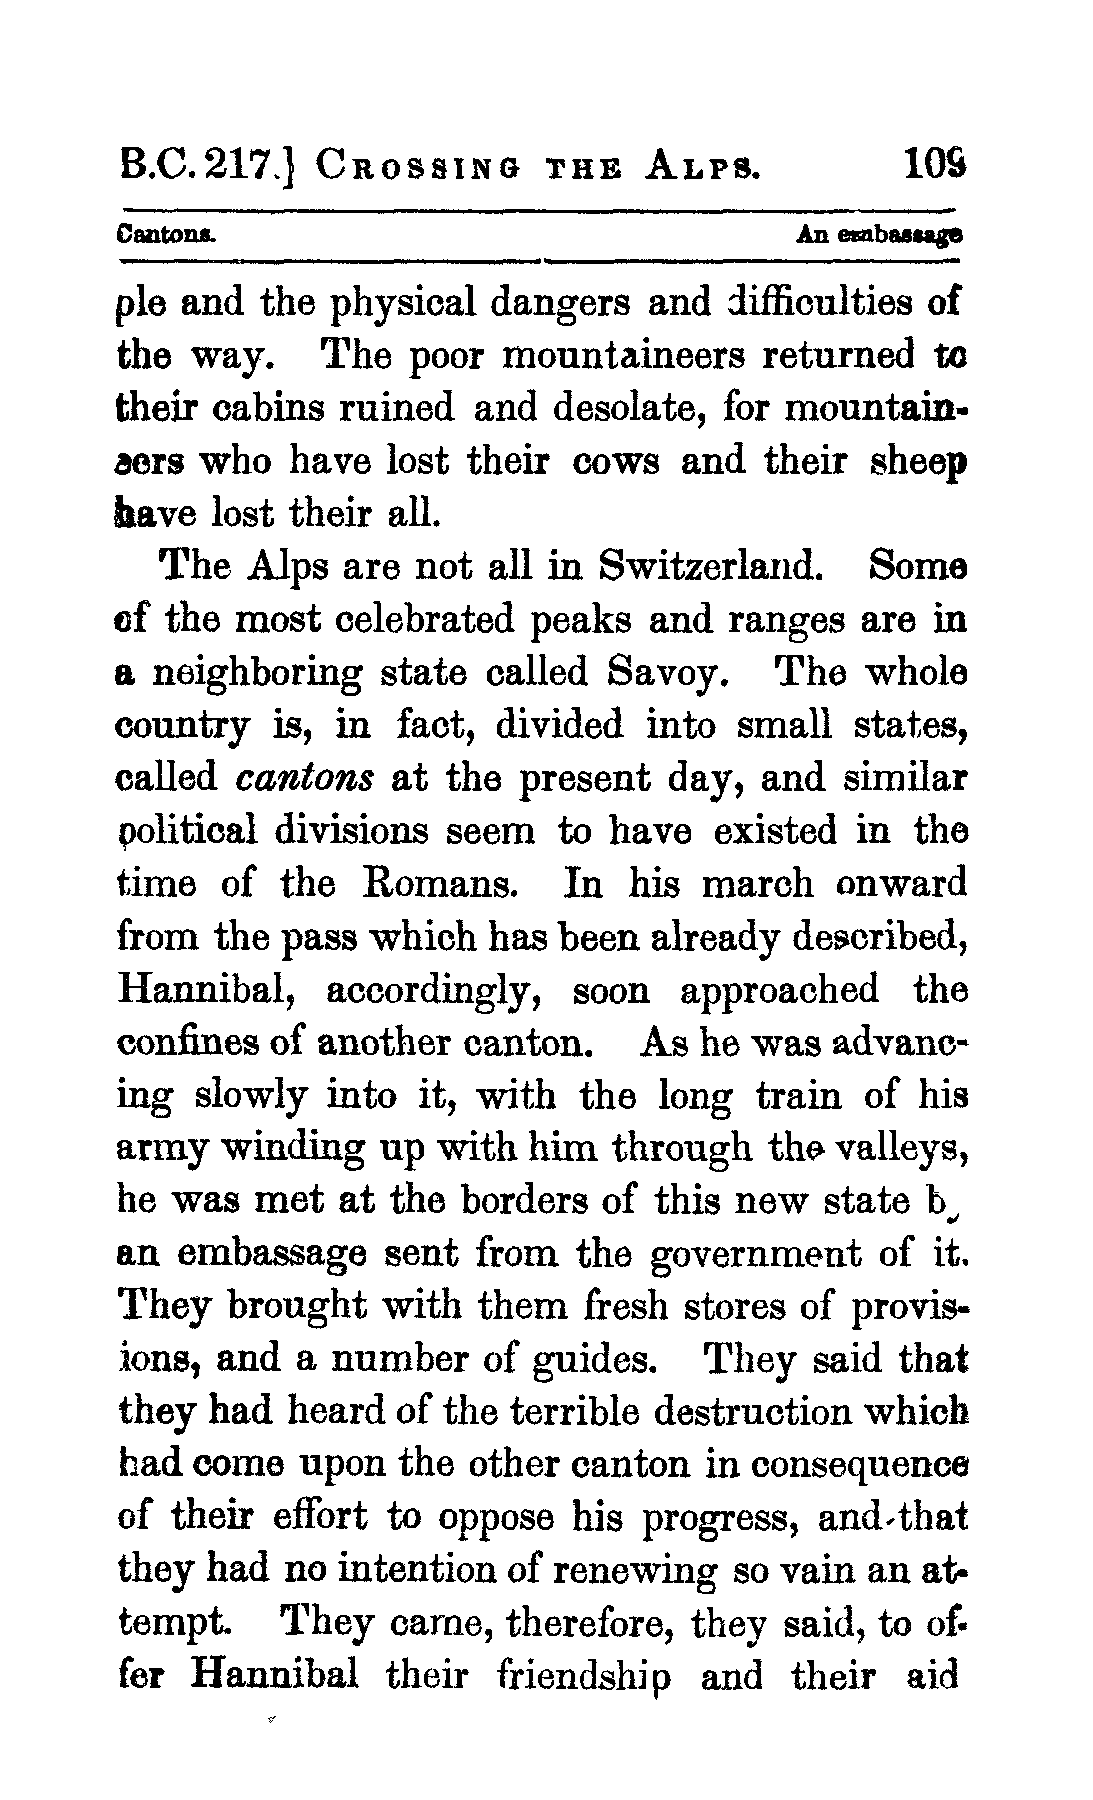 B.C. 217.] CROSSING THE ALPS. 109
Cantons. An embassage
ple and the physical dangers and difficulties of
the way. The poor mountaineers returned to
their cabins ruined and desolate, for mountain-
eers who have lost their cows and their sheep
have lost their all.
The Alps are not all in Switzerland. Some
of the most celebrated peaks and ranges are in
a neighboring state called Savoy. The whole
country is, in fact, divided into small states,
called cantons at the present day, and similar
political divisions seem to have existed in the
time of the Romans. In his march onward
from the pass which has been already described,
Hannibal, accordingly, soon approached the
confines of another canton. As he was advanc-
ing slowly into it, with the long train of his
army winding up with him through the valleys,
he was met at the borders of this new state by
an embassage sent from the government of it.
They brought with them fresh stores of provis-
ions, and a number of guides. They said that
they had heard of the terrible destruction which
had come upon the other canton in consequence
of their effort to oppose his progress, and that
they had no intention of renewing so vain an at-
tempt. They came, therefore, they said, to of-
fer Hannibal their friendship and their aid